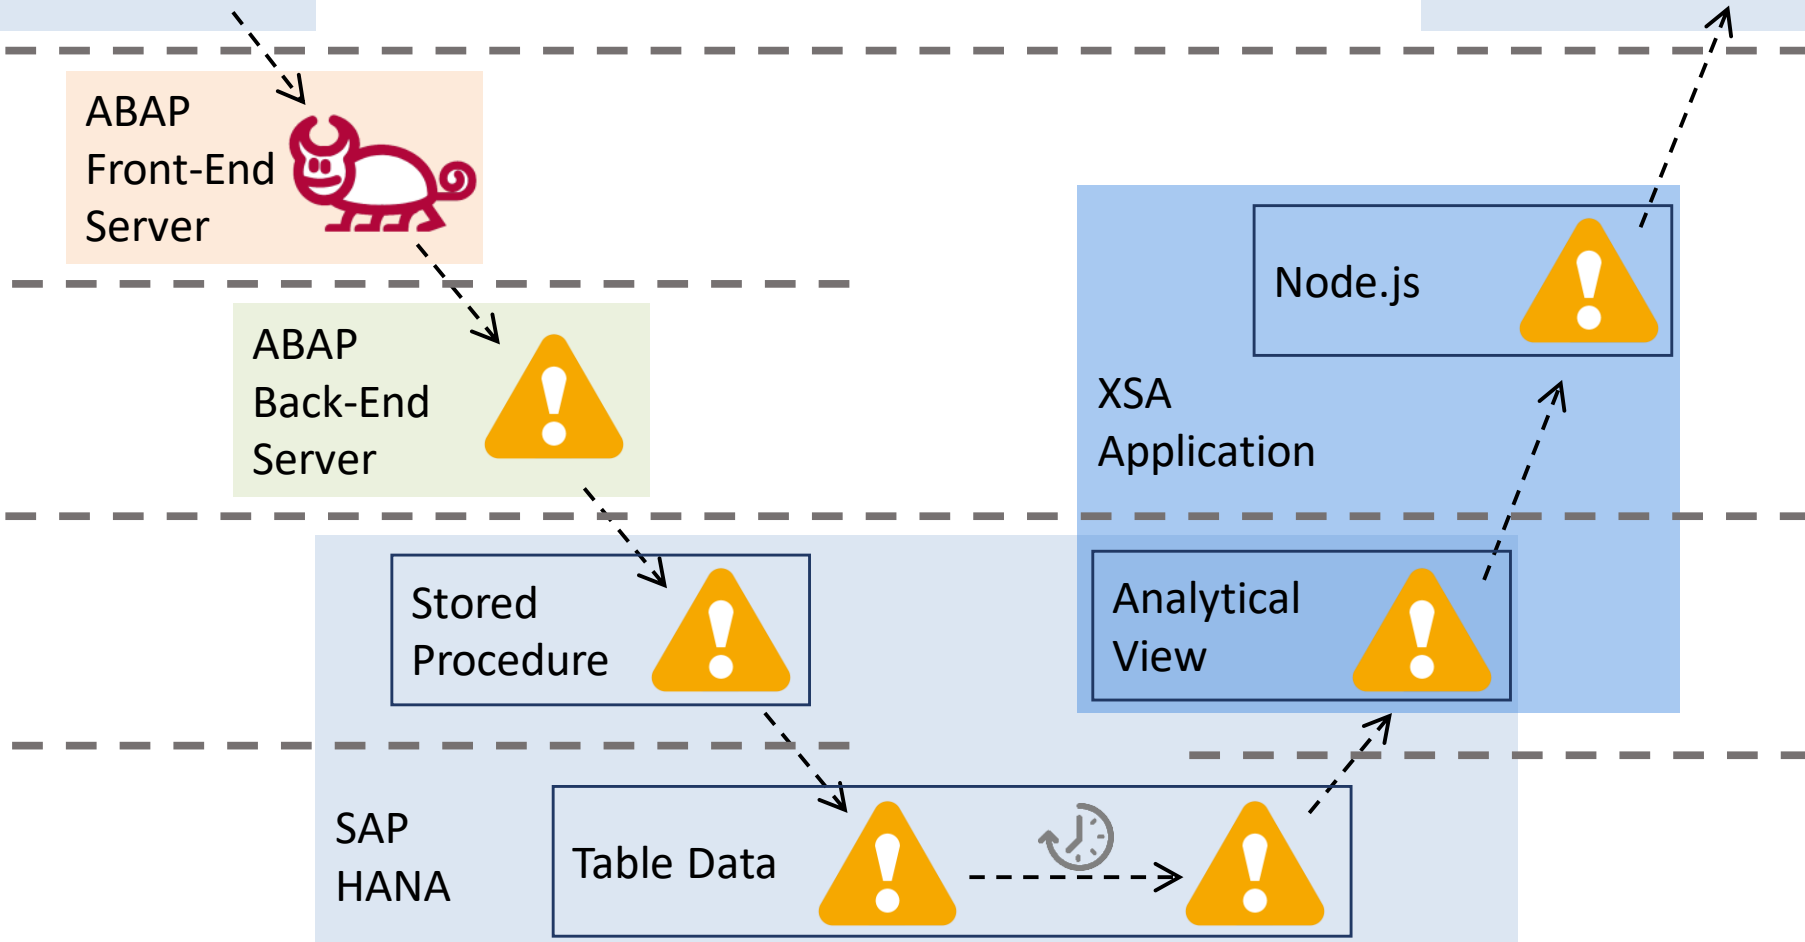 ABAP
Front-End
Server
Node.js
ABAP
Back-End
Server
XSA
Application
Stored
Procedure
Analytical
View
SAP
HANA
Table Data